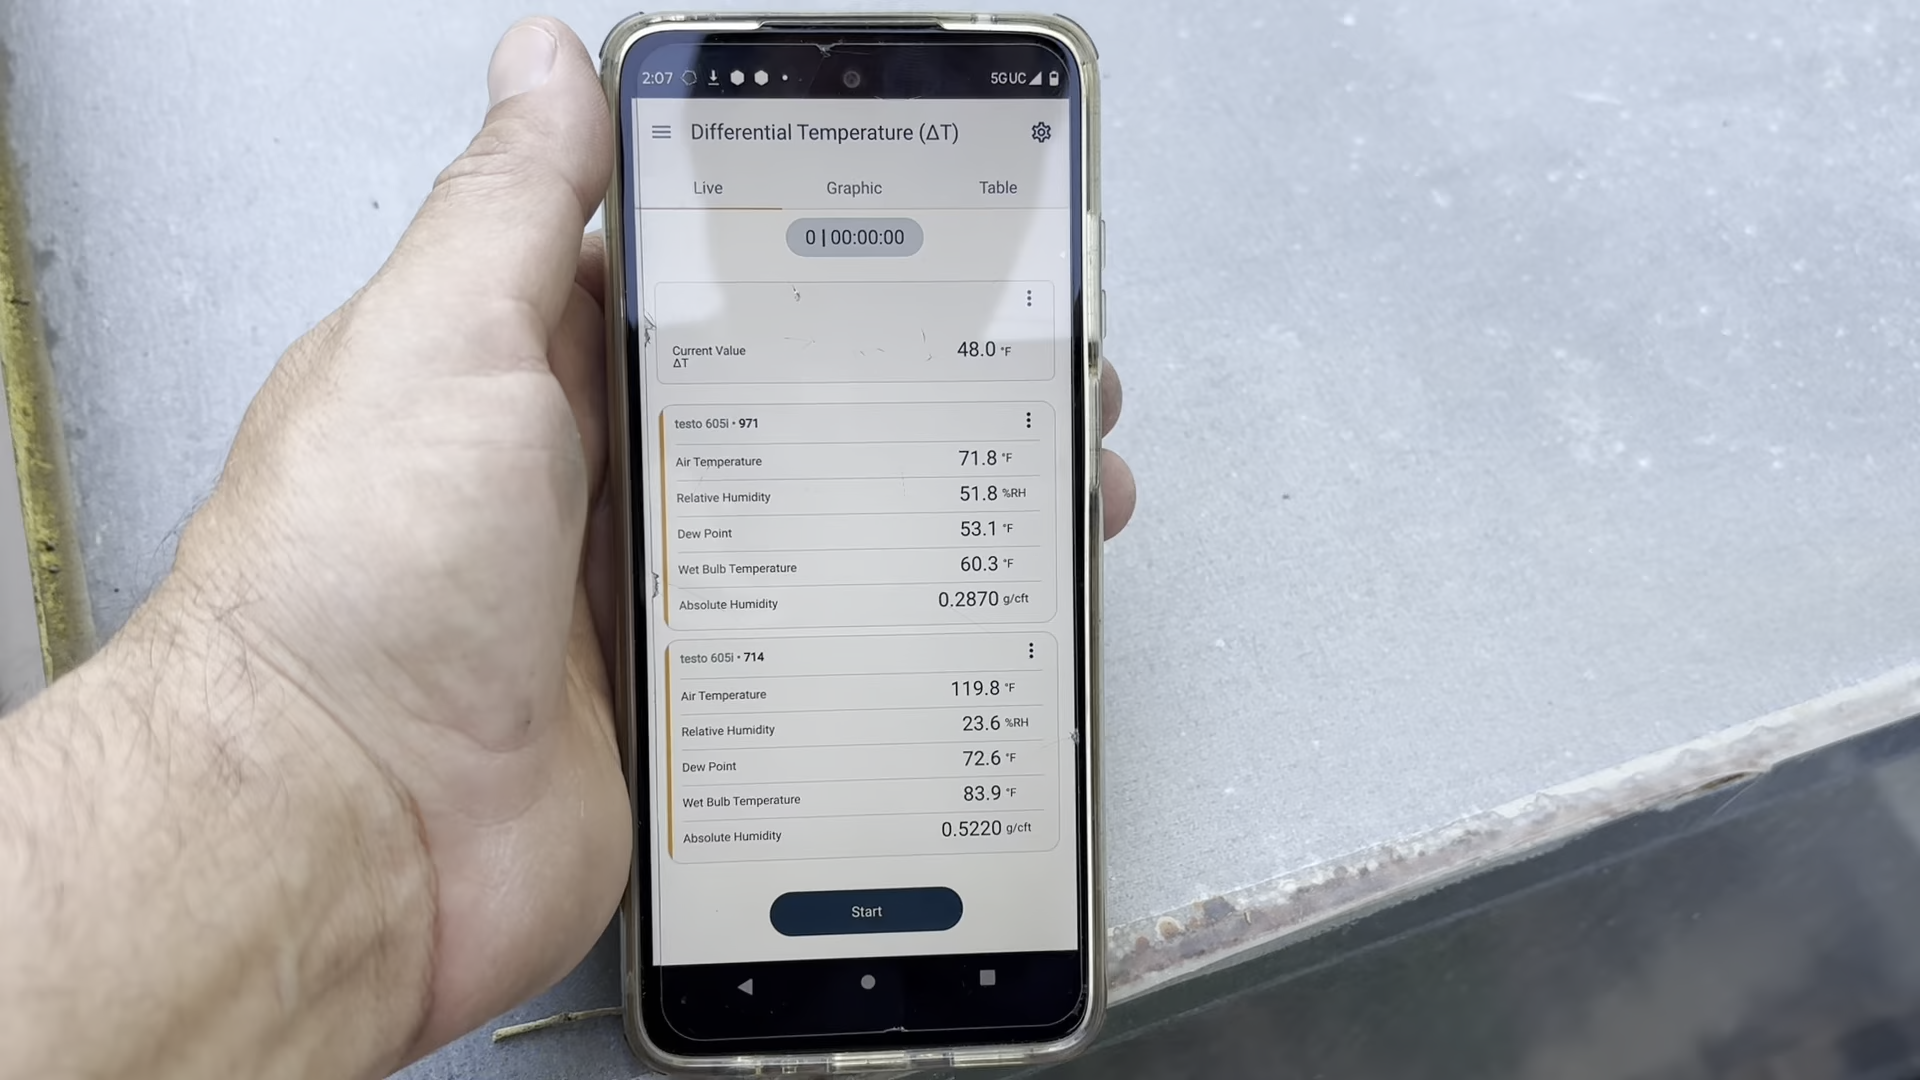 2:07 5G UC
Differential Temperature (ΔT)
Live Graphic Table
0 | 00:00:00
Current Value 48.0 °F
ΔT
testo 605i • 971
Air Temperature 71.8 °F
Relative Humidity 51.8 %RH
Dew Point 53.1 °F
Wet Bulb Temperature 60.3 °F
Absolute Humidity 0.2870 g/cft
testo 605i • 714
Air Temperature 119.8 °F
Relative Humidity 23.6 %RH
Dew Point 72.6 °F
Wet Bulb Temperature 83.9 °F
Absolute Humidity 0.5220 g/cft
Start